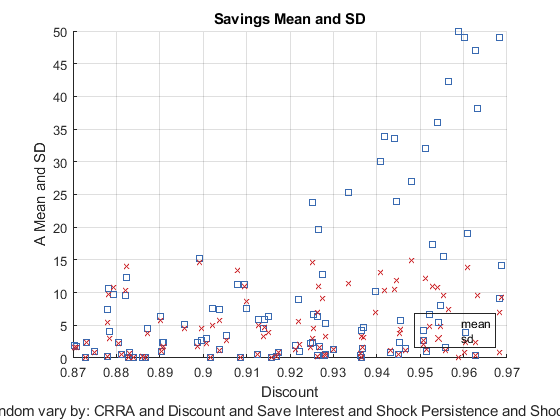 Savings Mean and SD
50
45
40
35
30
25
20
15
10
5
0
A Mean and SD
mean
sd
0.87 0.88 0.89 0.9 0.91 0.92 0.93 0.94 0.95 0.96 0.97
Discount
ndom vary by: CRRA and Discount and Save Interest and Shock Persistence and Sho